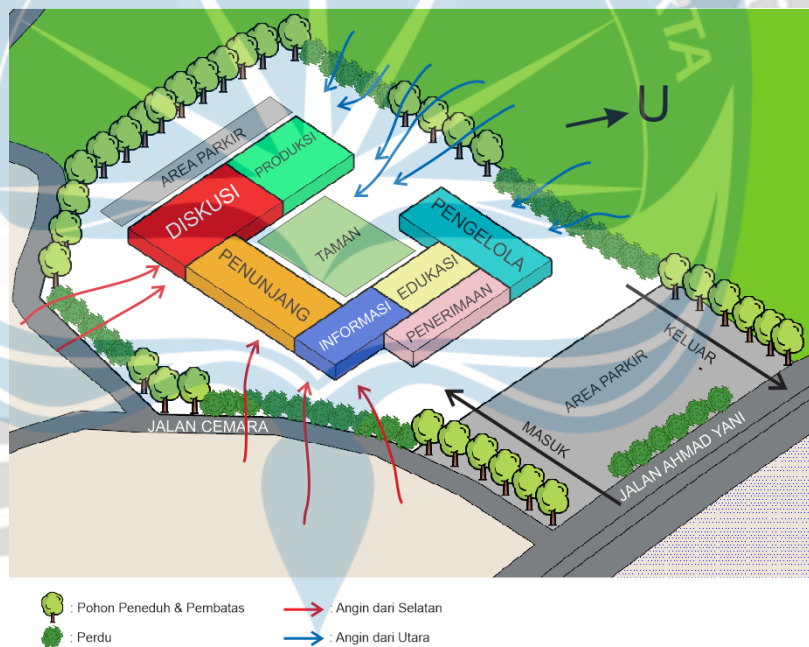 RTA
U
AREA PARKIR
PRODUKSI
DISKUSI
TAMAN
PENGELOLA
PENUNJANG
EDUKASI
INFORMASI
PENERIMAAN
KELUAR
AREA PARKIR
MASUK
JALAN CEMARA
JALAN AHMAD YANI
: Pohon Peneduh & Pembatas
: Angin dari Selatan
: Perdu
: Angin dari Utara